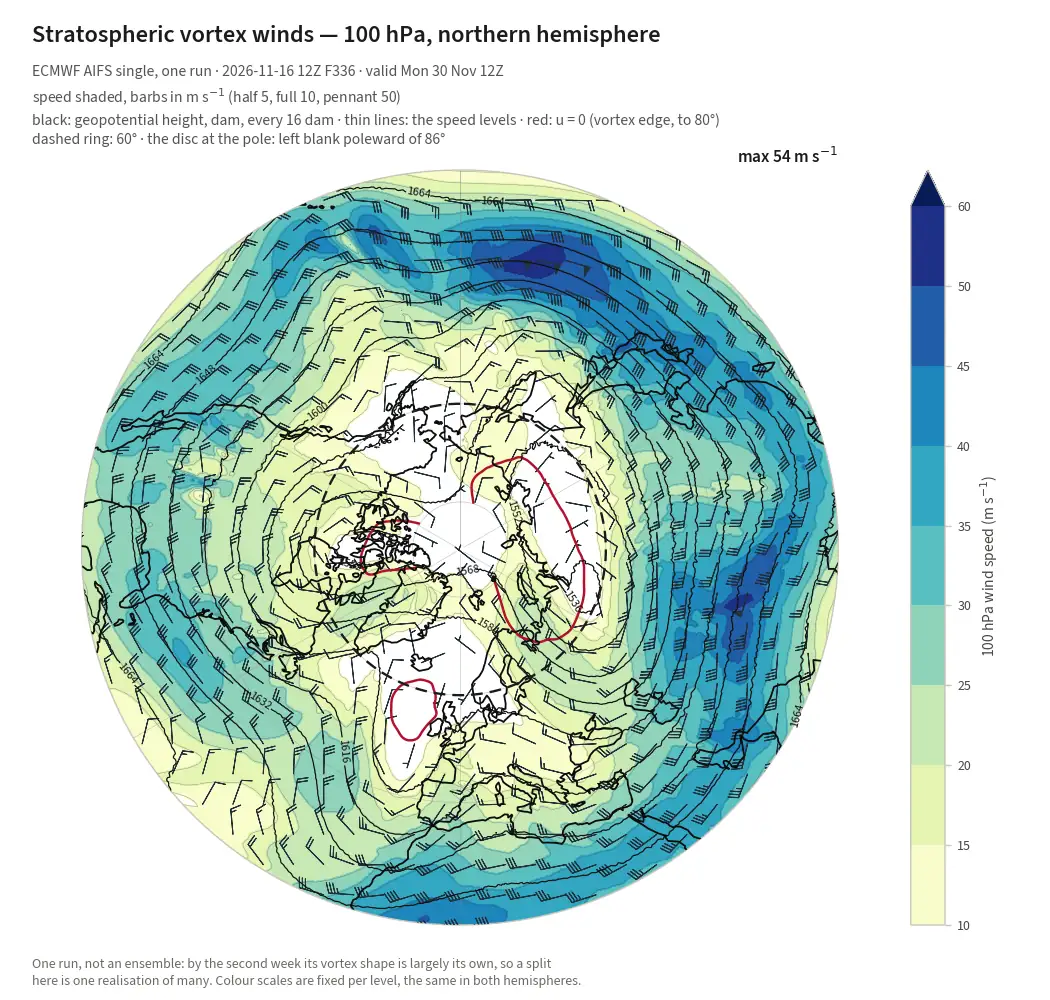 Stratospheric vortex winds — 100 hPa, northern hemisphere
ECMWF AIFS single, one run · 2026-11-16 12Z F336 · valid Mon 30 Nov 12Z
speed shaded, barbs in m s⁻¹ (half 5, full 10, pennant 50)
black: geopotential height, dam, every 16 dam · thin lines: the speed levels · red: u = 0 (vortex edge, to 80°)
dashed ring: 60° · the disc at the pole: left blank poleward of 86°
max 54 m s⁻¹
1664
1664
1664
1648
1600
1568
1632
1616
1664
1664
60
50
45
40
35
30
25
20
15
10
100 hPa wind speed (m s⁻¹)
One run, not an ensemble: by the second week its vortex shape is largely its own, so a split
here is one realisation of many. Colour scales are fixed per level, the same in both hemispheres.